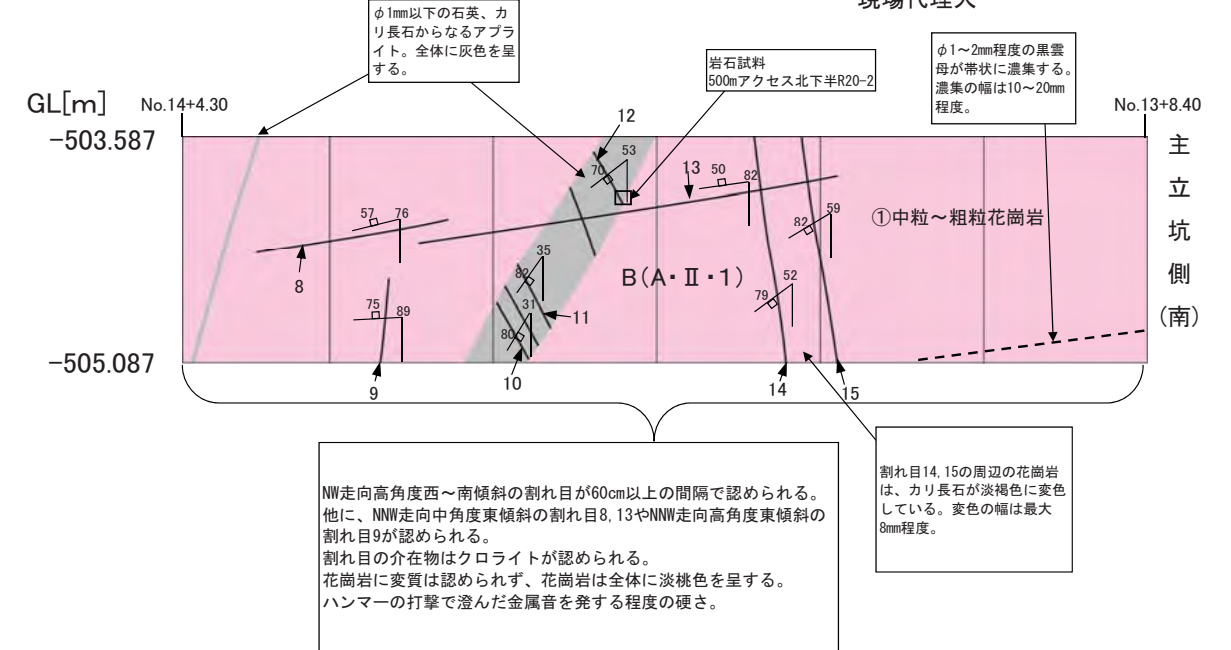 現場代理人
φ1mm以下の石英、カ
リ長石からなるアプラ
イト。全体に灰色を呈
する。
岩石試料
500mアクセス北下半R20-2
φ1～2mm程度の黒雲
母が帯状に濃集する。
濃集の幅は10～20mm
程度。
GL[m]
No.14+4.30
No.13+8.40
-503.587
-505.087
主
立
坑
側
(南)
12
53
70
13
50
82
57
76
8
82
59
①中粒～粗粒花崗岩
35
82
B(A・Ⅱ・1)
52
79
75
89
31
80
11
9
10
14
15
NW走向高角度西～南傾斜の割れ目が60cm以上の間隔で認められる。
他に、NNW走向中角度東傾斜の割れ目8,13やNNW走向高角度東傾斜の
割れ目9が認められる。
割れ目の介在物はクロライトが認められる。
花崗岩に変質は認められず、花崗岩は全体に淡桃色を呈する。
ハンマーの打撃で澄んだ金属音を発する程度の硬さ。
割れ目14,15の周辺の花崗岩
は、カリ長石が淡褐色に変色
している。変色の幅は最大
8mm程度。